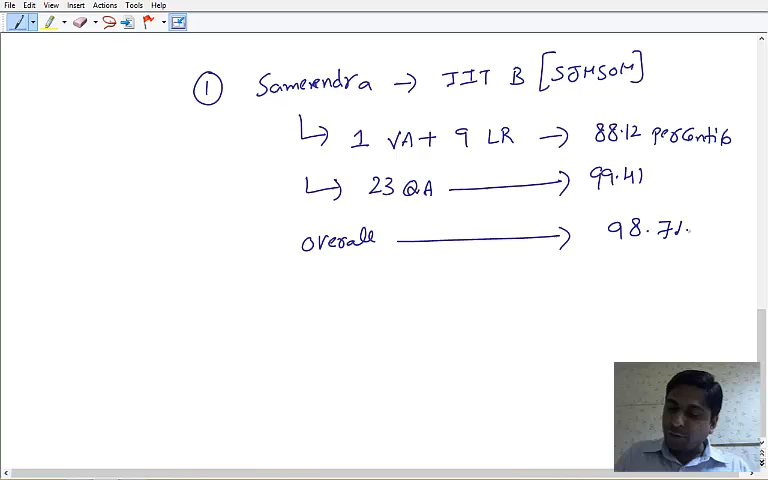 File Edit View Insert Actions Tools Help
① Samerendra → IIT B [SJMSOM]
↳ 1 VA + 9 LR → 88.12 percentile
↳ 23 QA → 99.41
overall → 98.71.